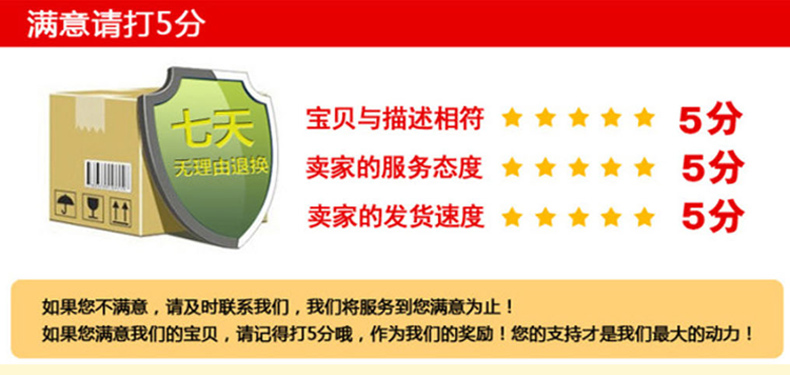 满意请打5分
七天
无理由退换
宝贝与描述相符 ★★★★★ 5分
卖家的服务态度 ★★★★★ 5分
卖家的发货速度 ★★★★★ 5分
如果您不满意，请及时联系我们，我们将服务到您满意为止！
如果您满意我们的宝贝，请记得打5分哦，作为我们的奖励！您的支持才是我们最大的动力！